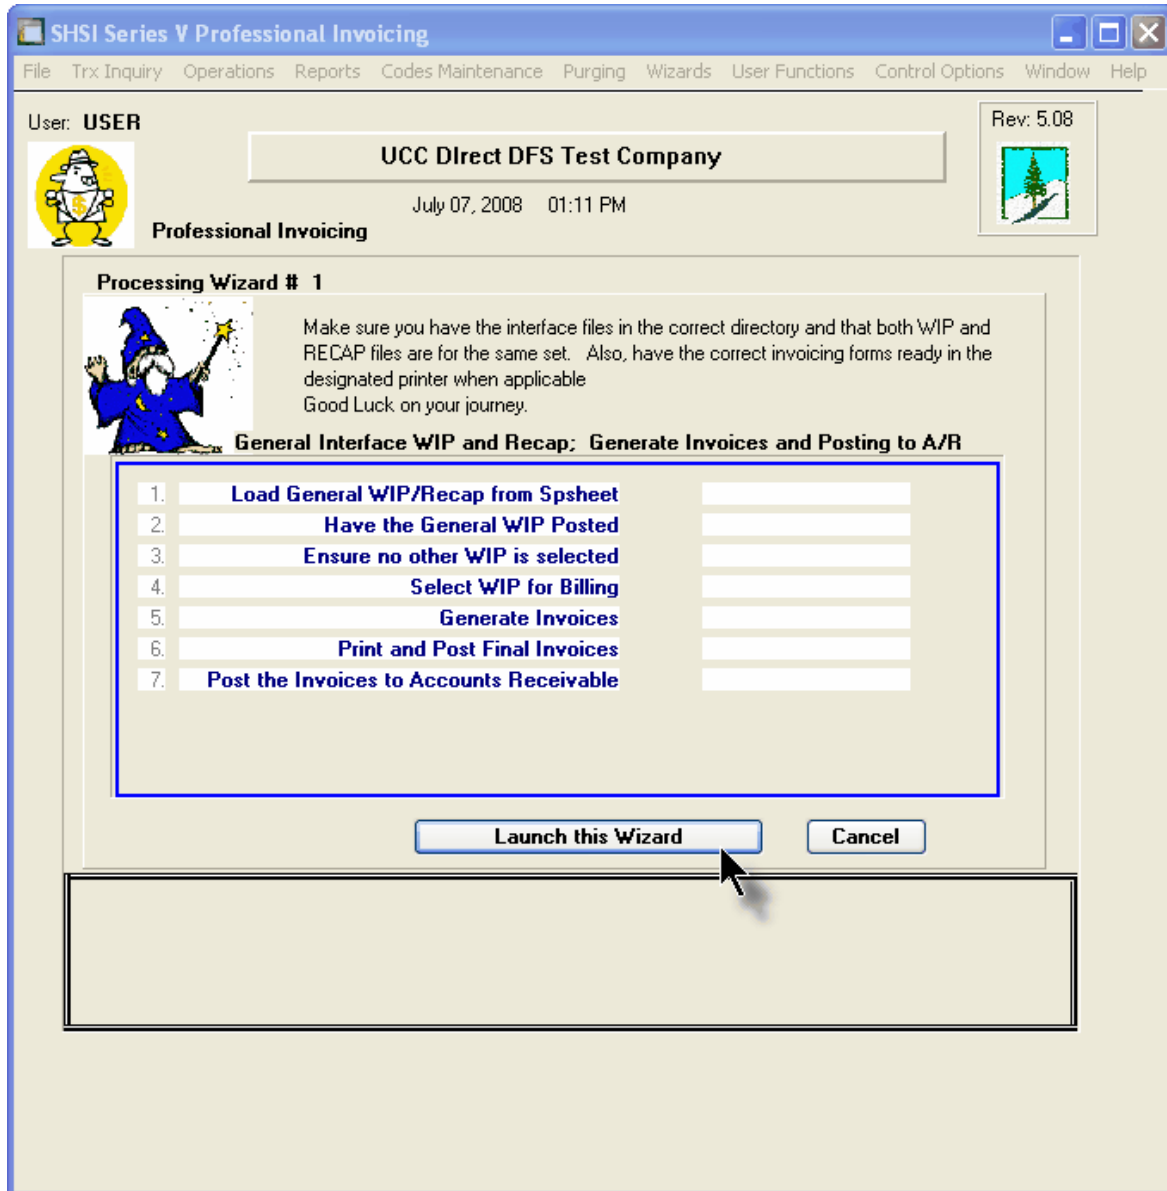 SHSI Series V Professional Invoicing
File Trx Inquiry Operations Reports Codes Maintenance Purging Wizards User Functions Control Options Window Help
User: USER
Rev: 5.08
UCC DIrect DFS Test Company
July 07, 2008 01:11 PM
$
Professional Invoicing
Processing Wizard # 1
Make sure you have the interface files in the correct directory and that both WIP and
RECAP files are for the same set. Also, have the correct invoicing forms ready in the
designated printer when applicable
Good Luck on your journey.
General Interface WIP and Recap; Generate Invoices and Posting to A/R
1. Load General WIP/Recap from Spsheet
2. Have the General WIP Posted
3. Ensure no other WIP is selected
4. Select WIP for Billing
5. Generate Invoices
6. Print and Post Final Invoices
7. Post the Invoices to Accounts Receivable
Launch this Wizard Cancel